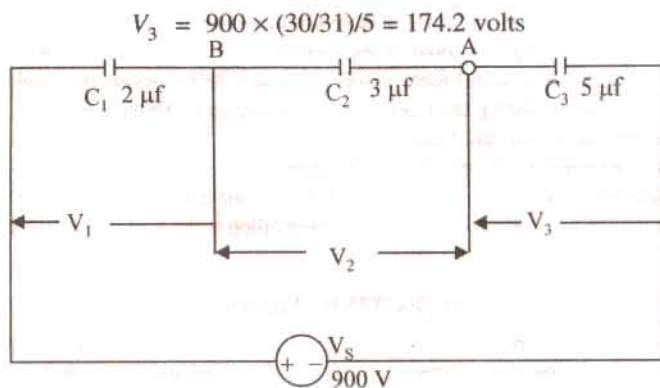 V₃ = 900 × (30/31)/5 = 174.2 volts
B
A
C₁ 2 μf
C₂ 3 μf
C₃ 5 μf
V₁
V₂
V₃
+ −
V_S
900 V